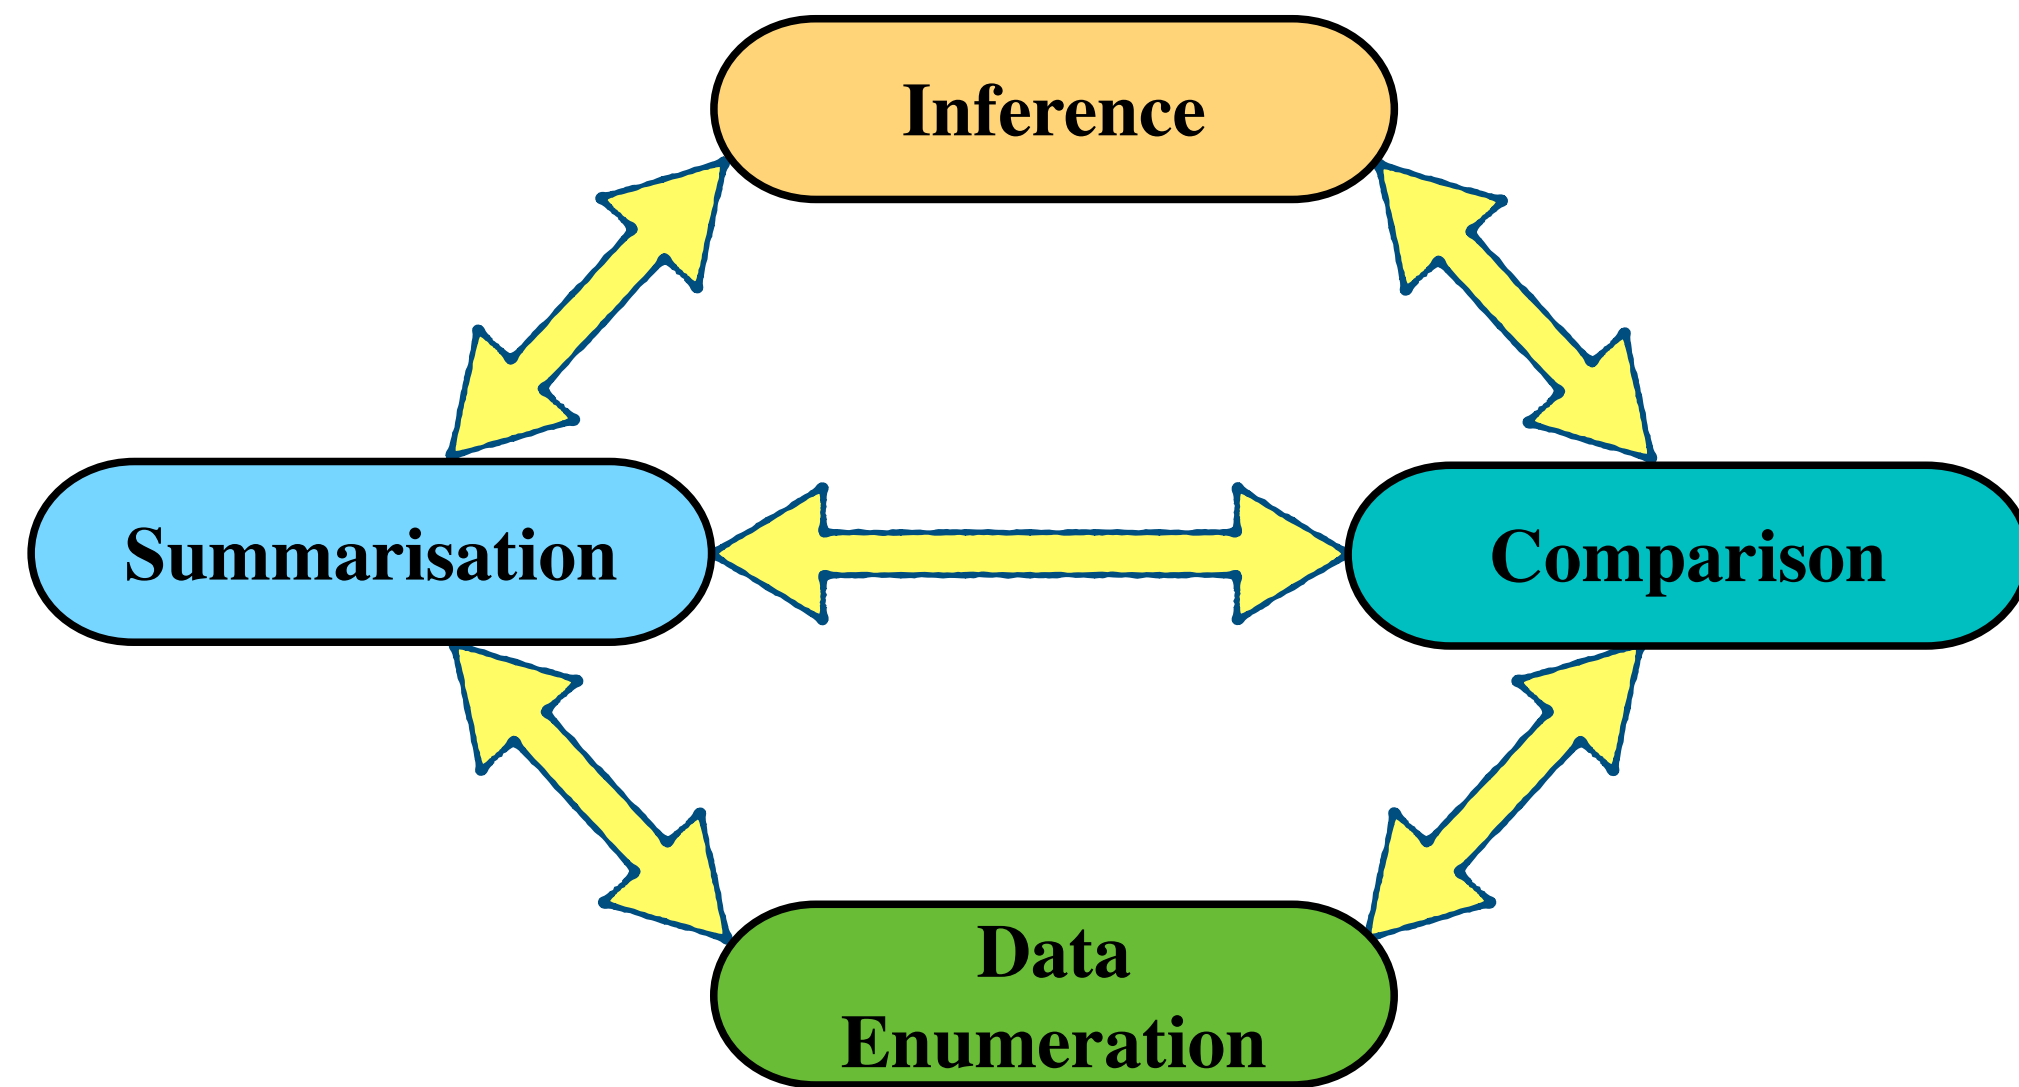 Inference
Summarisation
Comparison
Data
Enumeration